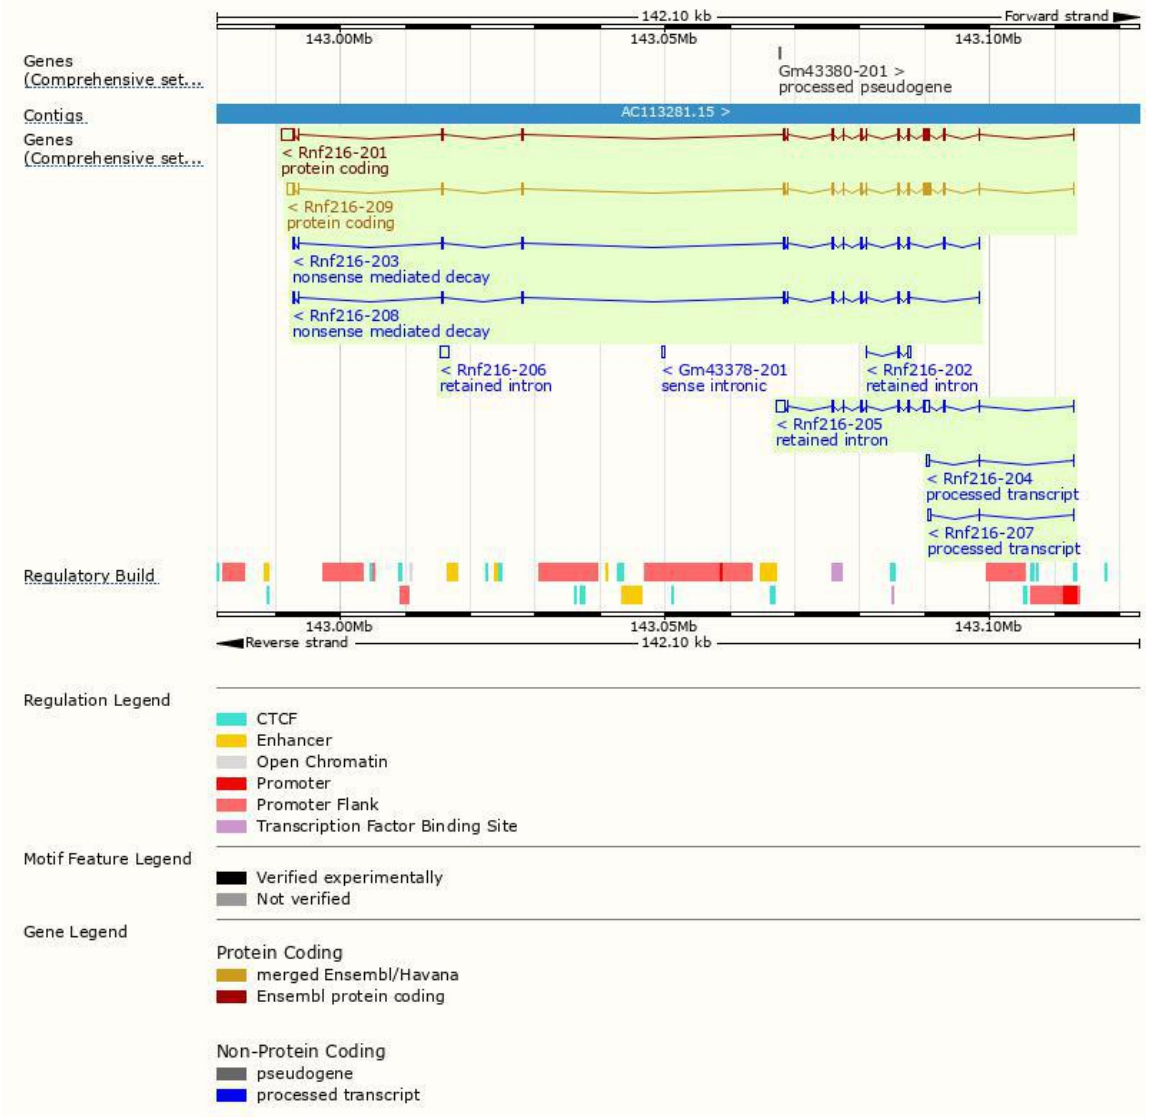 142.10 kb
Forward strand
143.00Mb
143.05Mb
143.10Mb
Genes
(Comprehensive set...
Gm43380-201 >
processed pseudogene
Contigs
AC113281.15 >
Genes
(Comprehensive set...
< Rnf216-201
protein coding
< Rnf216-209
protein coding
< Rnf216-203
nonsense mediated decay
< Rnf216-208
nonsense mediated decay
< Rnf216-206
retained intron
< Gm43378-201
sense intronic
< Rnf216-202
retained intron
< Rnf216-205
retained intron
< Rnf216-204
processed transcript
< Rnf216-207
processed transcript
Regulatory Build
143.00Mb
143.05Mb
143.10Mb
Reverse strand
142.10 kb
Regulation Legend
CTCF
Enhancer
Open Chromatin
Promoter
Promoter Flank
Transcription Factor Binding Site
Motif Feature Legend
Verified experimentally
Not verified
Gene Legend
Protein Coding
merged Ensembl/Havana
Ensembl protein coding
Non-Protein Coding
pseudogene
processed transcript